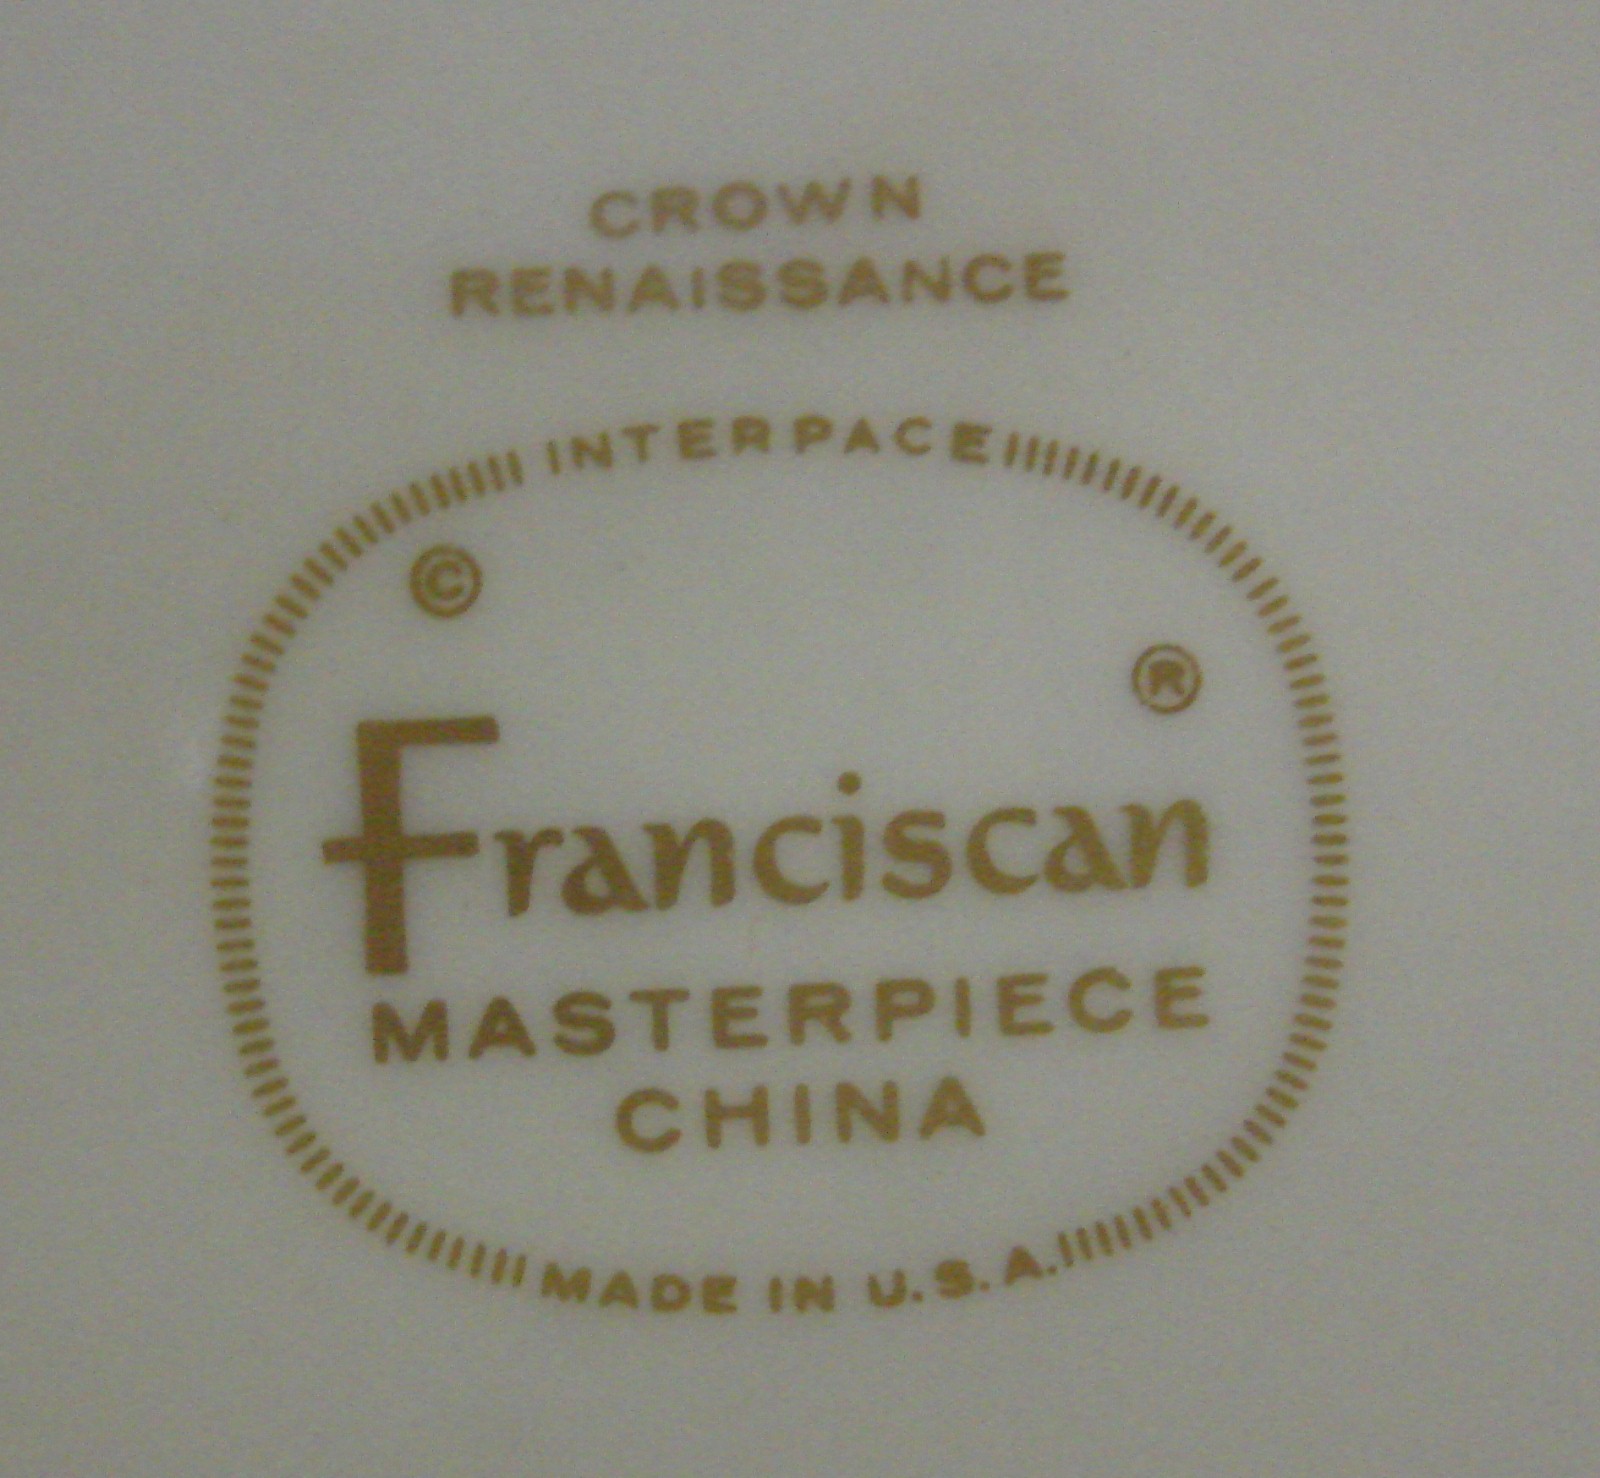 CROWN
RENAISSANCE
INTERPACE
©
®
Franciscan
MASTERPIECE
CHINA
MADE IN U.S.A.